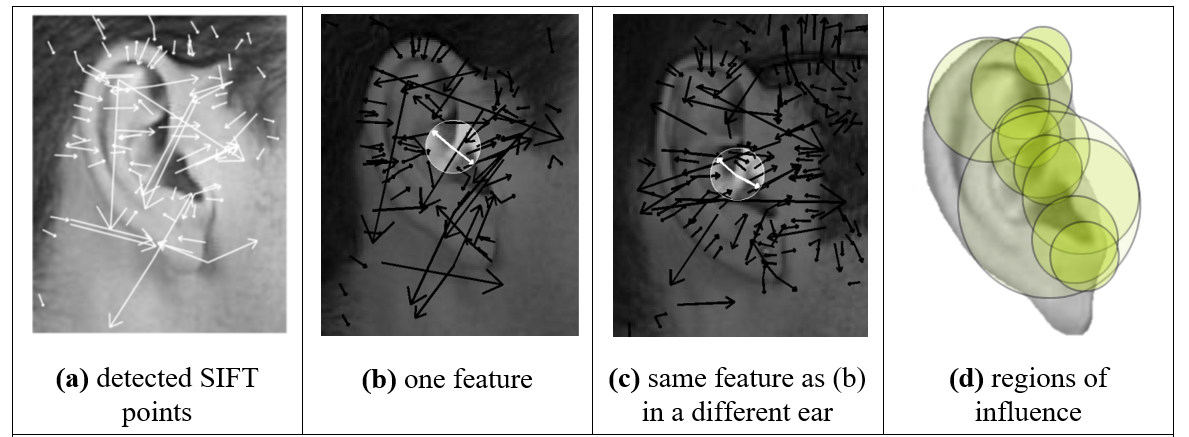 (a) detected SIFT
points
(b) one feature
(c) same feature as (b)
in a different ear
(d) regions of
influence